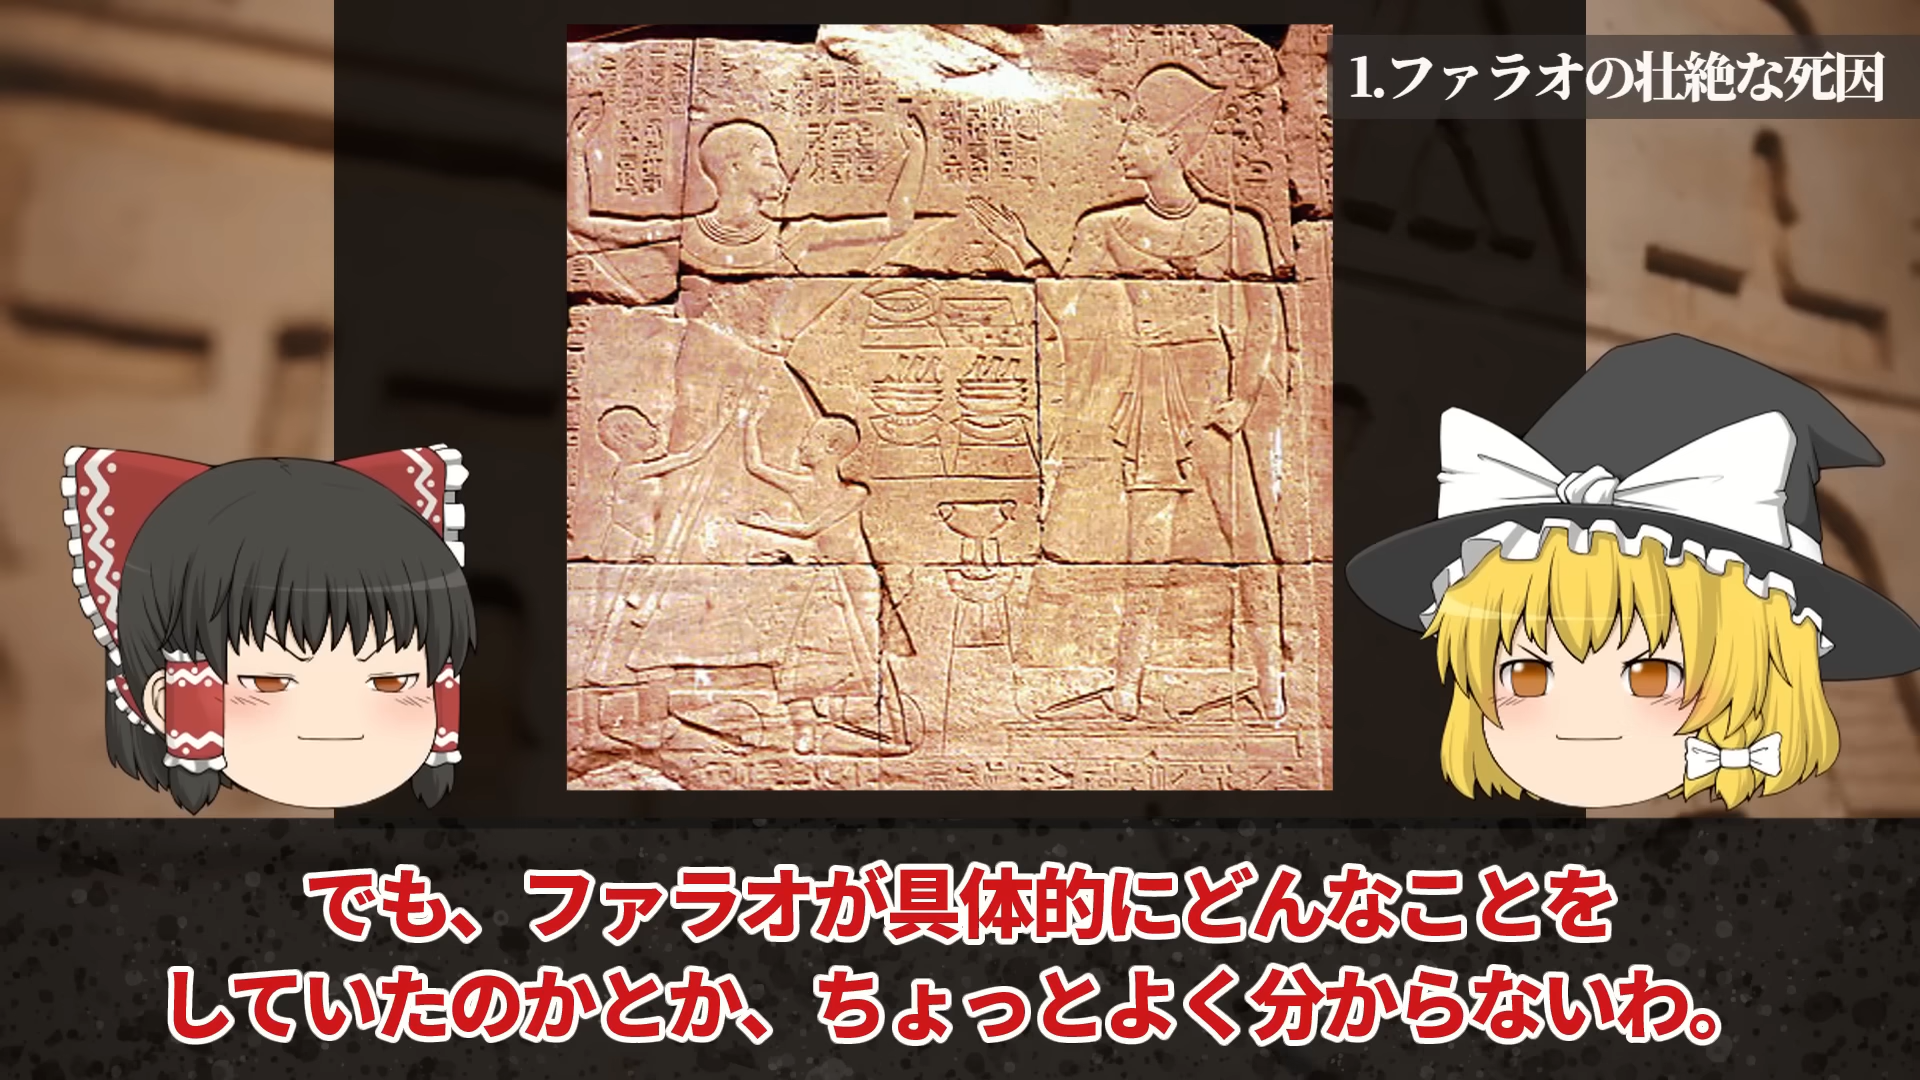 1.ファラオの壮絶な死因
でも、ファラオが具体的にどんなことを
していたのかとか、ちょっとよく分からないわ。